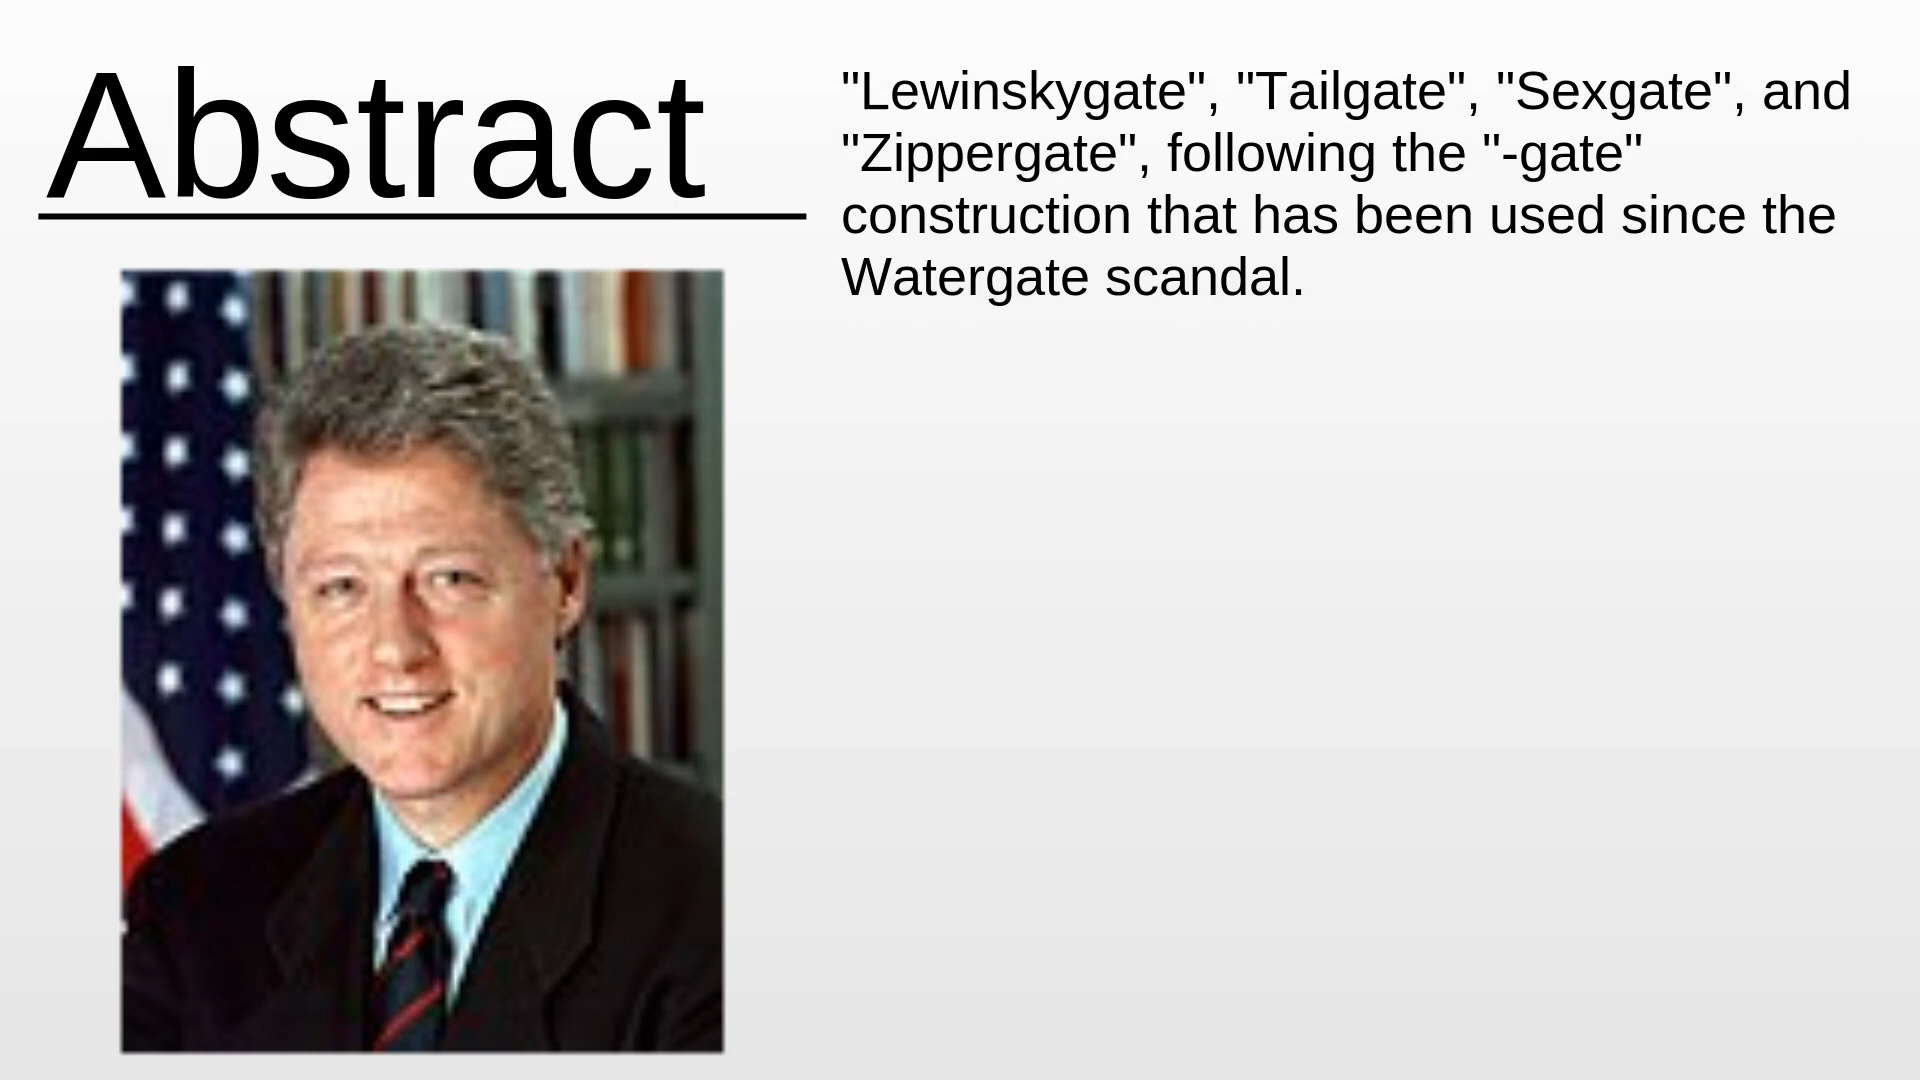 Abstract
"Lewinskygate", "Tailgate", "Sexgate", and
"Zippergate", following the "-gate"
construction that has been used since the
Watergate scandal.